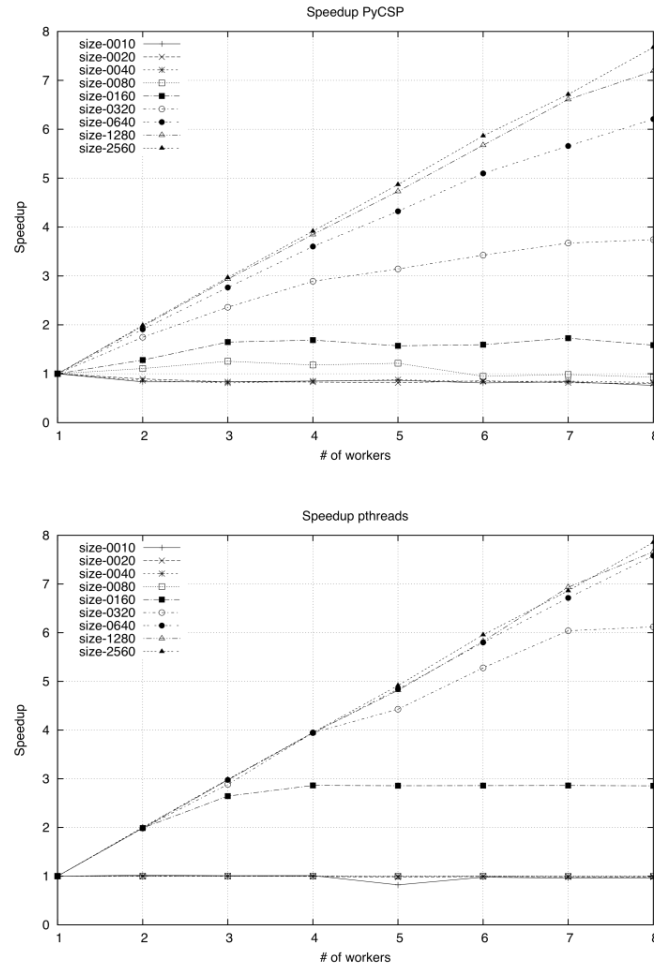 Speedup PyCSP
8
7
6
5
4
3
2
1
0
Speedup
size-0010
size-0020
size-0040
size-0080
size-0160
size-0320
size-0640
size-1280
size-2560
1 2 3 4 5 6 7 8
# of workers
Speedup pthreads
8
7
6
5
4
3
2
1
0
Speedup
size-0010
size-0020
size-0040
size-0080
size-0160
size-0320
size-0640
size-1280
size-2560
1 2 3 4 5 6 7 8
# of workers